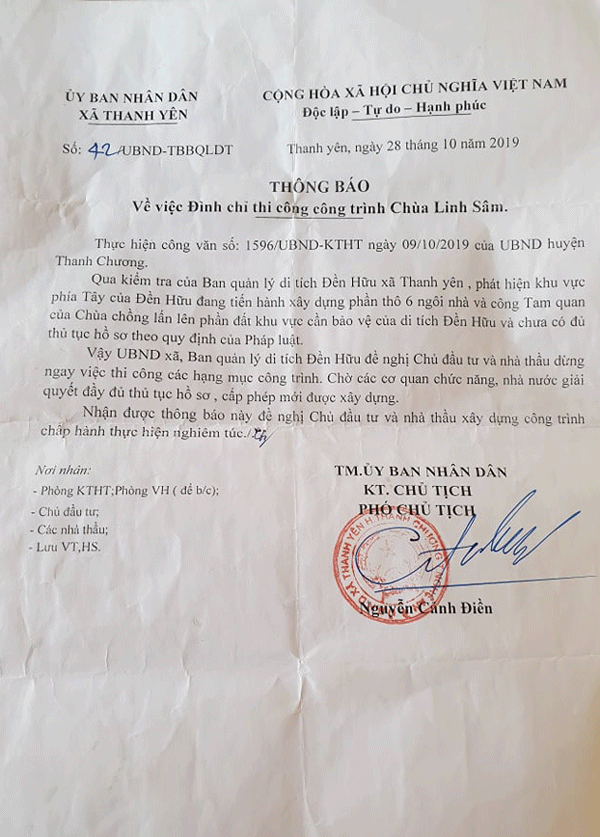 ỦY BAN NHÂN DÂN
XÃ THANH YÊN
CỘNG HÒA XÃ HỘI CHỦ NGHĨA VIỆT NAM
Độc lập – Tự do – Hạnh phúc
Số: 42/UBND-TBBQLDT
Thanh yên, ngày 28 tháng 10 năm 2019
THÔNG BÁO
Về việc Đình chỉ thi công công trình Chùa Linh Sâm.
Thực hiện công văn số: 1596/UBND-KTHT ngày 09/10/2019 của UBND huyện
Thanh Chương.
Qua kiểm tra của Ban quản lý di tích Đền Hữu xã Thanh yên , phát hiện khu vực
phía Tây của Đền Hữu đang tiến hành xây dựng phần thô 6 ngôi nhà và công Tam quan
của Chùa chồng lấn lên phần đất khu vực cần bảo vệ của di tích Đền Hữu và chưa có đủ
thủ tục hồ sơ theo quy định của Pháp luật.
Vậy UBND xã, Ban quản lý di tích Đền Hữu đề nghị Chủ đầu tư và nhà thầu dừng
ngay việc thi công các hạng mục công trình. Chờ các cơ quan chức năng, nhà nước giải
quyết đầy đủ thủ tục hồ sơ , cấp phép mới được xây dựng.
Nhận được thông báo này đề nghị Chủ đầu tư và nhà thầu xây dựng công trình
chấp hành thực hiện nghiêm túc./.
Nơi nhận:
- Phòng KTHT;Phòng VH ( để b/c);
- Chủ đầu tư;
- Các nhà thầu;
- Lưu VT,HS.
TM.ỦY BAN NHÂN DÂN
KT. CHỦ TỊCH
PHÓ CHỦ TỊCH
XÃ THANH YÊN H.THANH CHƯƠNG
Nguyễn Cảnh Điền